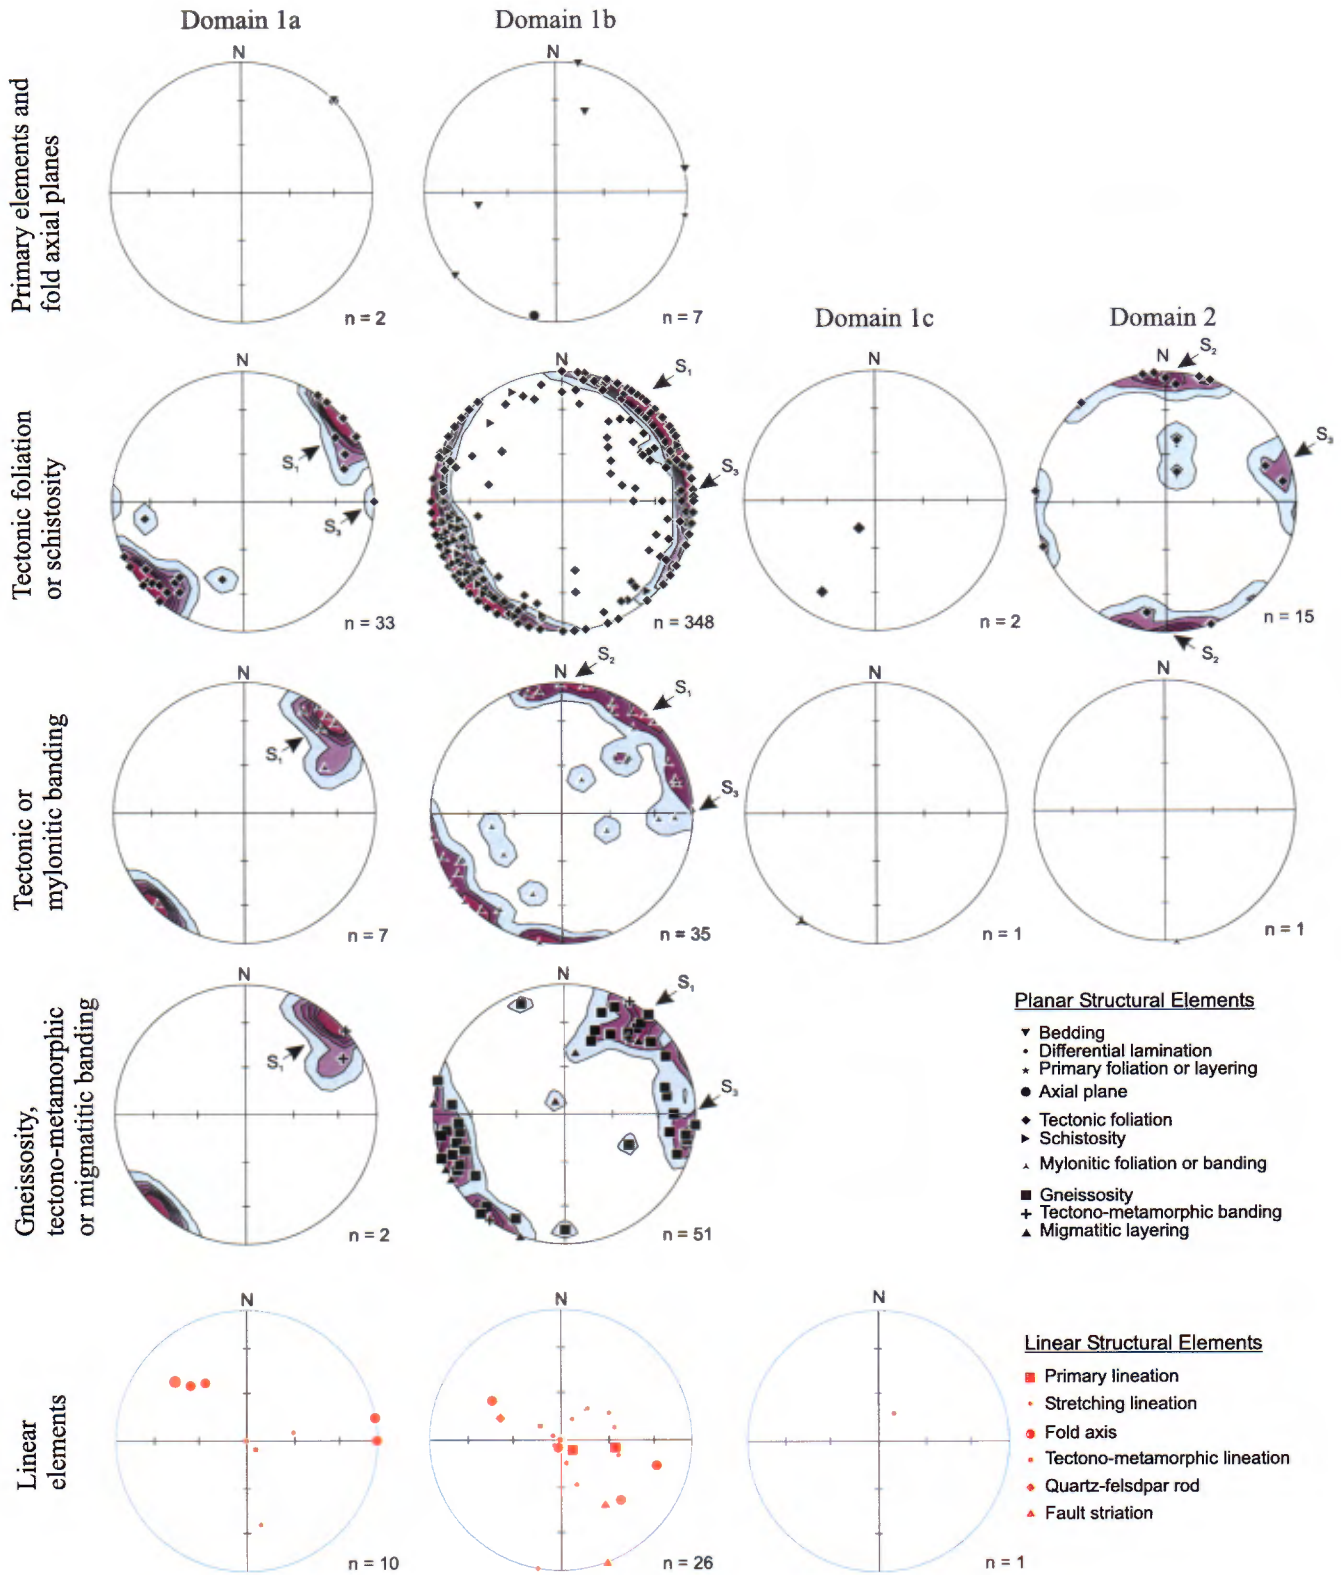 Domain 1a
Domain 1b
Primary elements and
fold axial planes
N
n = 2
N
n = 7
Domain 1c
Domain 2
Tectonic foliation
or schistosity
N
S₁
S₃
n = 33
N
S₁
S₃
n = 348
N
n = 2
N
S₂
S₃
S₂
n = 15
Tectonic or
mylonitic banding
N
S₁
n = 7
N
S₂
S₁
S₃
n = 35
N
n = 1
N
n = 1
Gneissosity,
tectono-metamorphic
or migmatitic banding
N
S₁
n = 2
N
S₁
S₃
n = 51
Planar Structural Elements
Bedding
Differential lamination
Primary foliation or layering
Axial plane
Tectonic foliation
Schistosity
Mylonitic foliation or banding
Gneissosity
Tectono-metamorphic banding
Migmatitic layering
Linear
elements
N
n = 10
N
n = 26
N
n = 1
Linear Structural Elements
Primary lineation
Stretching lineation
Fold axis
Tectono-metamorphic lineation
Quartz-felsdpar rod
Fault striation